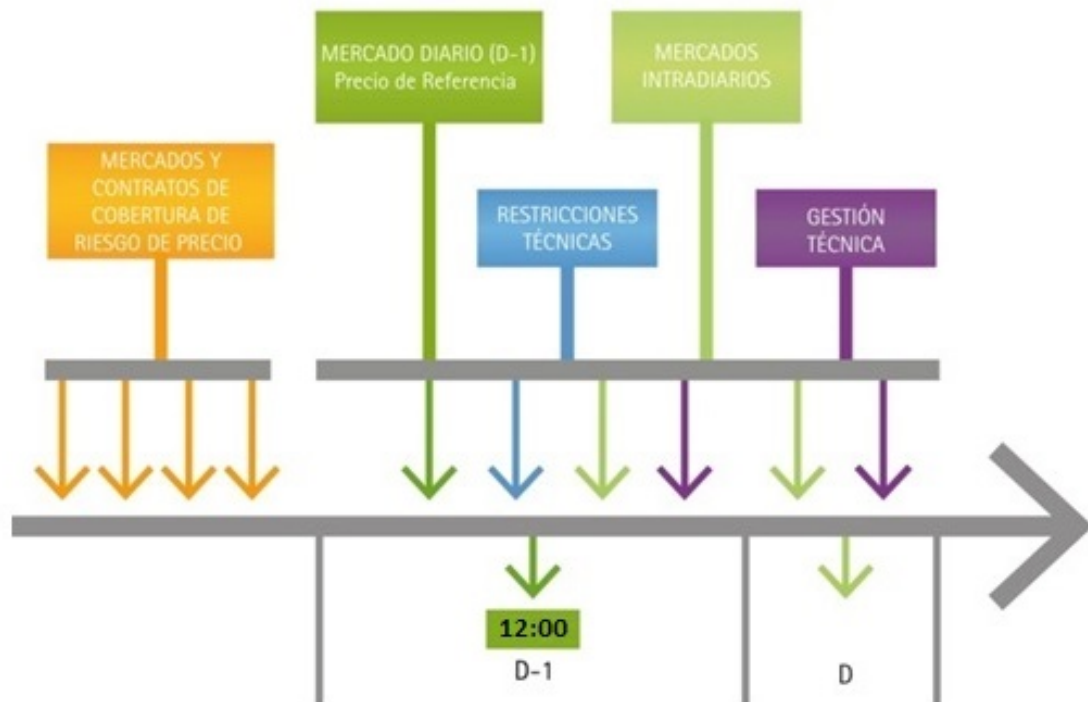 MERCADO DIARIO (D-1)
Precio de Referencia
MERCADOS
INTRADIARIOS
MERCADOS Y
CONTRATOS DE
COBERTURA DE
RIESGO DE PRECIO
RESTRICCIONES
TÉCNICAS
GESTIÓN
TÉCNICA
12:00
D-1
D